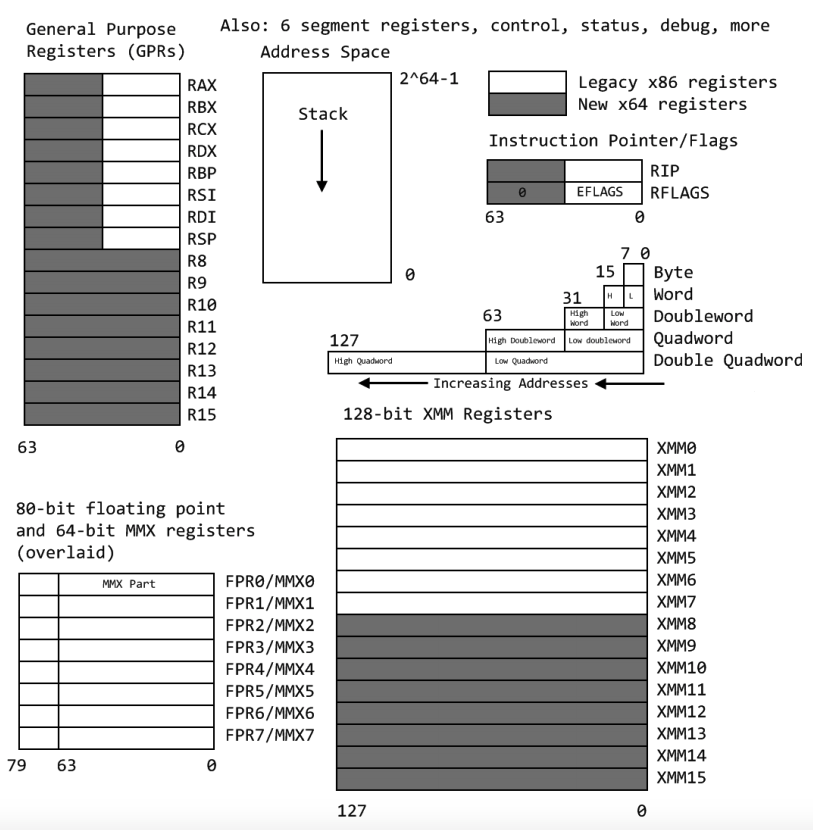 General Purpose
Registers (GPRs)
RAX
RBX
RCX
RDX
RBP
RSI
RDI
RSP
R8
R9
R10
R11
R12
R13
R14
R15
63 0
Also: 6 segment registers, control, status, debug, more
Address Space
2^64-1
Stack
0
Legacy x86 registers
New x64 registers
Instruction Pointer/Flags
RIP
0 EFLAGS RFLAGS
63 0
7 0
Byte
15
H L Word
31
High Word Low Word Doubleword
63
High Doubleword Low doubleword Quadword
127
High Quadword Low Quadword Double Quadword
Increasing Addresses
128-bit XMM Registers
XMM0
XMM1
XMM2
XMM3
XMM4
XMM5
XMM6
XMM7
XMM8
XMM9
XMM10
XMM11
XMM12
XMM13
XMM14
XMM15
127 0
80-bit floating point
and 64-bit MMX registers
(overlaid)
MMX Part FPR0/MMX0
FPR1/MMX1
FPR2/MMX2
FPR3/MMX3
FPR4/MMX4
FPR5/MMX5
FPR6/MMX6
FPR7/MMX7
79 63 0